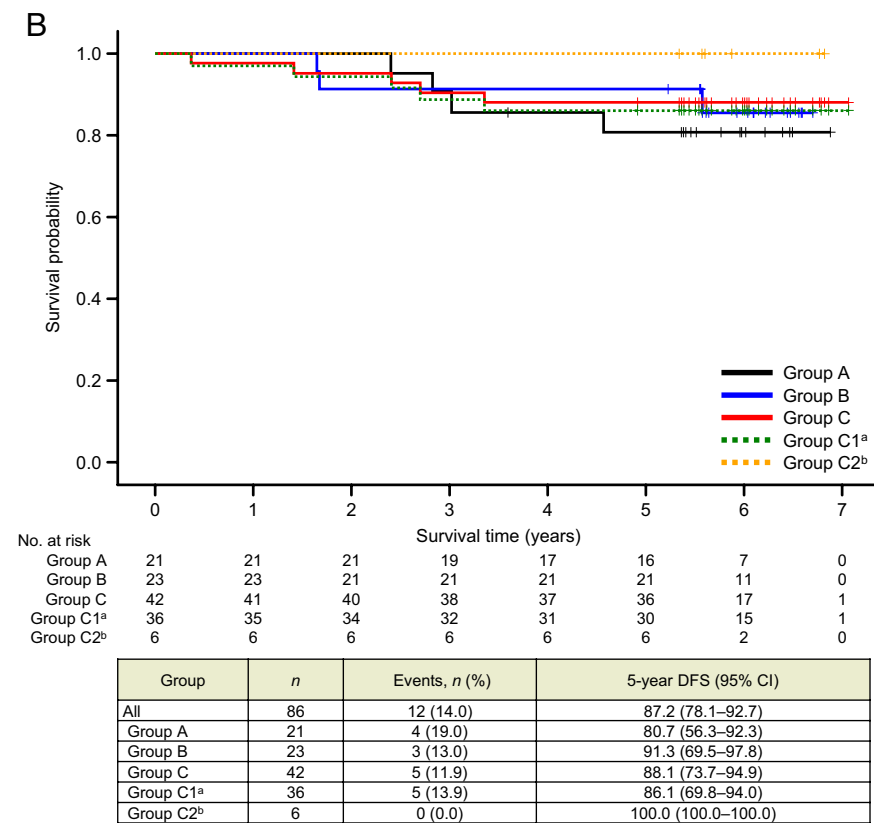 B
1.0
0.8
0.6
0.4
0.2
0.0
Survival probability
Group A
Group B
Group C
Group C1ᵃ
Group C2ᵇ
0 1 2 3 4 5 6 7
Survival time (years)
No. at risk
Group A 21 21 21 19 17 16 7 0
Group B 23 23 21 21 21 21 11 0
Group C 42 41 40 38 37 36 17 1
Group C1ᵃ 36 35 34 32 31 30 15 1
Group C2ᵇ 6 6 6 6 6 6 2 0
Group n Events, n (%) 5-year DFS (95% CI)
All 86 12 (14.0) 87.2 (78.1–92.7)
Group A 21 4 (19.0) 80.7 (56.3–92.3)
Group B 23 3 (13.0) 91.3 (69.5–97.8)
Group C 42 5 (11.9) 88.1 (73.7–94.9)
Group C1ᵃ 36 5 (13.9) 86.1 (69.8–94.0)
Group C2ᵇ 6 0 (0.0) 100.0 (100.0–100.0)